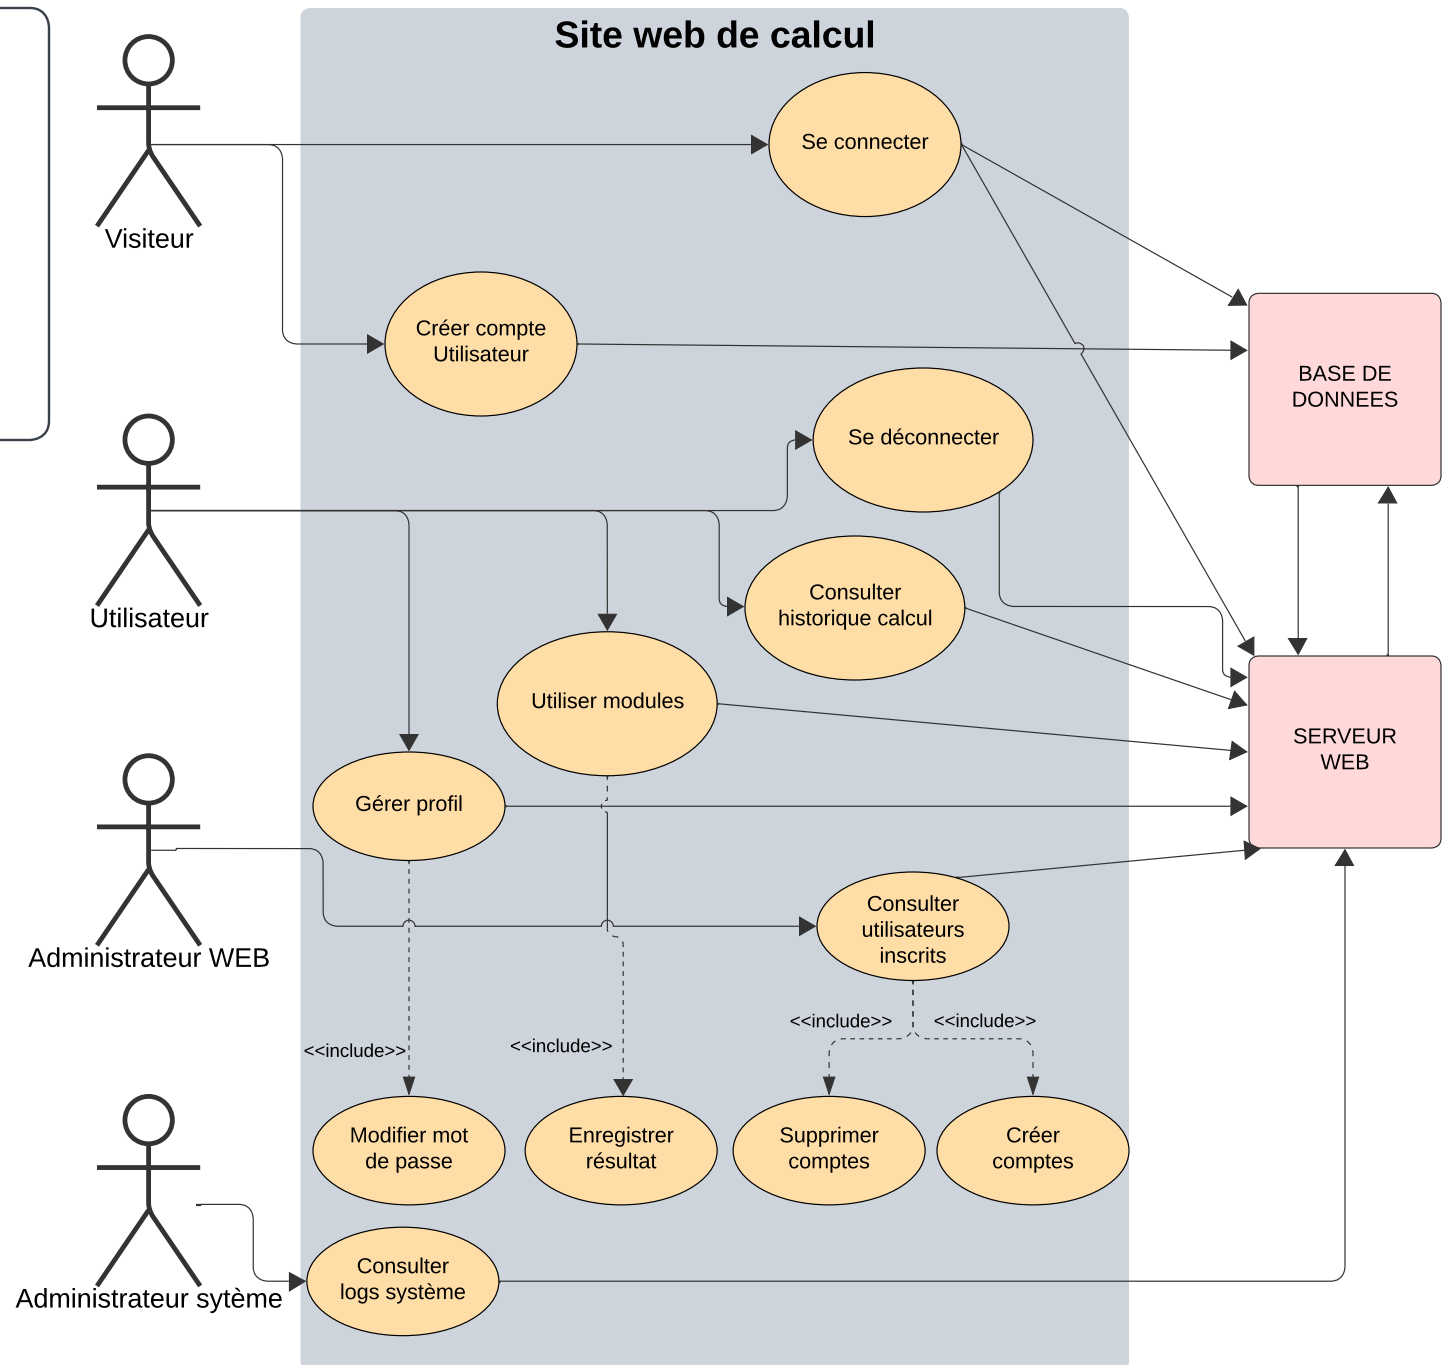 Site web de calcul
Se connecter
Visiteur
Créer compte
Utilisateur
BASE DE
DONNEES
Se déconnecter
Utilisateur
Consulter
historique calcul
Utiliser modules
SERVEUR
WEB
Gérer profil
Consulter
utilisateurs
inscrits
Administrateur WEB
<<include>>
<<include>>
<<include>>
<<include>>
Modifier mot
de passe
Enregistrer
résultat
Supprimer
comptes
Créer
comptes
Consulter
logs système
Administrateur sytème